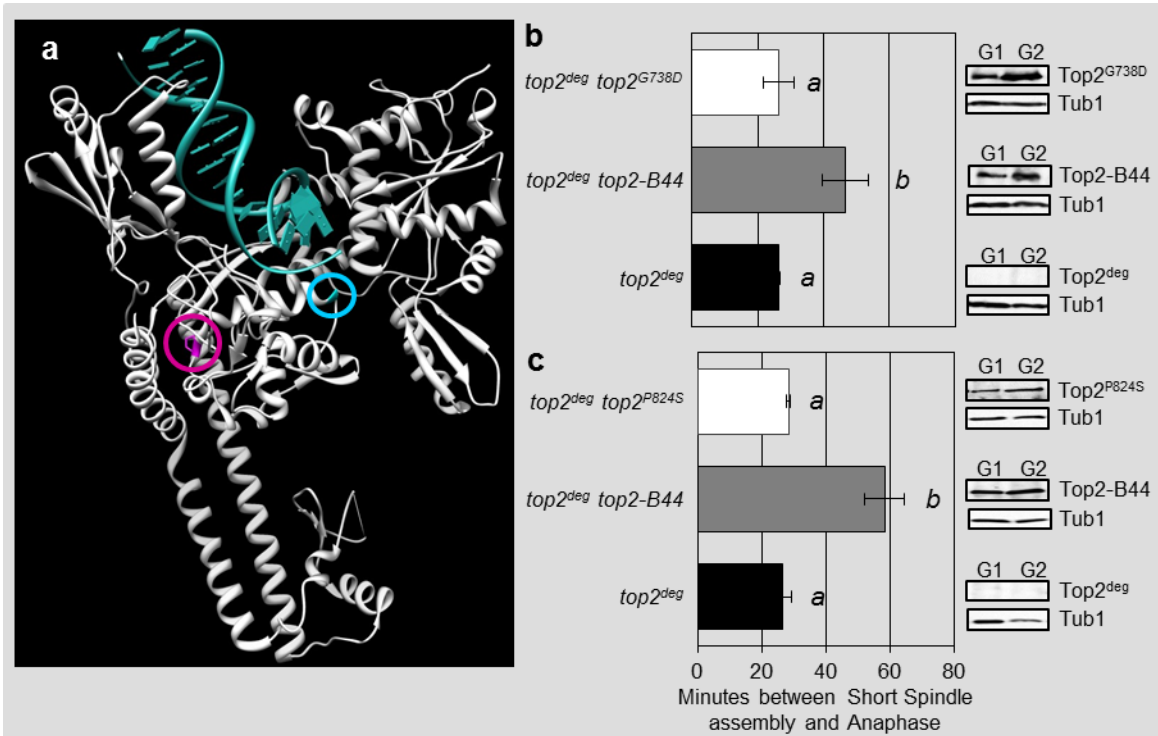 a
b
top2deg top2G738D
a
G1 G2
Top2G738D
Tub1
top2deg top2-B44
b
G1 G2
Top2-B44
Tub1
top2deg
a
G1 G2
Top2deg
Tub1
c
top2deg top2P824S
a
G1 G2
Top2P824S
Tub1
top2deg top2-B44
b
G1 G2
Top2-B44
Tub1
top2deg
a
G1 G2
Top2deg
Tub1
0 20 40 60 80
Minutes between Short Spindle
assembly and Anaphase